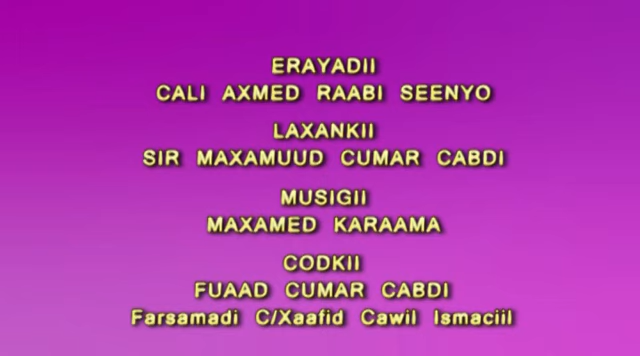 ERAYADII
CALI AXMED RAABI SEENYO
LAXANKII
SIR MAXAMUUD CUMAR CABDI
MUSIGII
MAXAMED KARAAMA
CODKII
FUAAD CUMAR CABDI
Farsamadi C/Xaafid Cawil Ismaciil